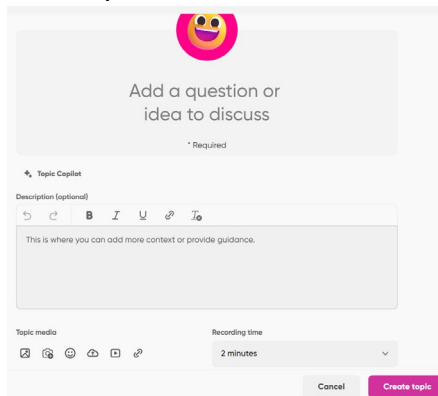 Add a question or
idea to discuss
* Required
Topic Copilot
Description (optional)
B I U
This is where you can add more context or provide guidance.
Topic media
Recording time
2 minutes
Cancel
Create topic